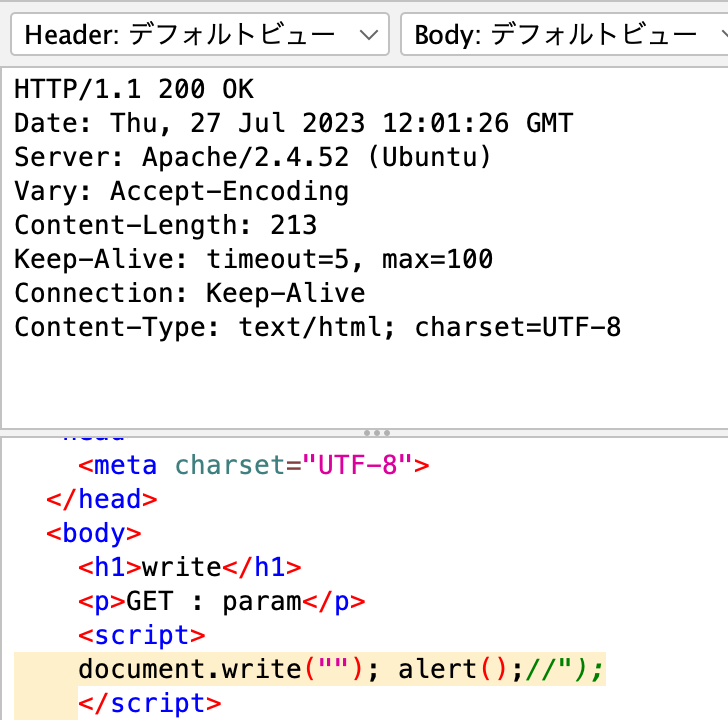 Header: デフォルトビュー Body: デフォルトビュー
HTTP/1.1 200 OK
Date: Thu, 27 Jul 2023 12:01:26 GMT
Server: Apache/2.4.52 (Ubuntu)
Vary: Accept-Encoding
Content-Length: 213
Keep-Alive: timeout=5, max=100
Connection: Keep-Alive
Content-Type: text/html; charset=UTF-8
<meta charset="UTF-8">
</head>
<body>
<h1>write</h1>
<p>GET : param</p>
<script>
document.write(""); alert();//");
</script>